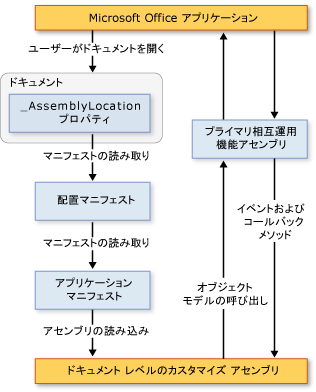 Microsoft Office アプリケーション
ユーザーがドキュメントを開く
ドキュメント
_AssemblyLocation
プロパティ
マニフェストの読み取り
配置マニフェスト
マニフェストの読み取り
アプリケーション
マニフェスト
アセンブリの読み込み
プライマリ相互運用
機能アセンブリ
イベントおよび
コールバック
メソッド
オブジェクト
モデルの呼び出し
ドキュメント レベルのカスタマイズ アセンブリ